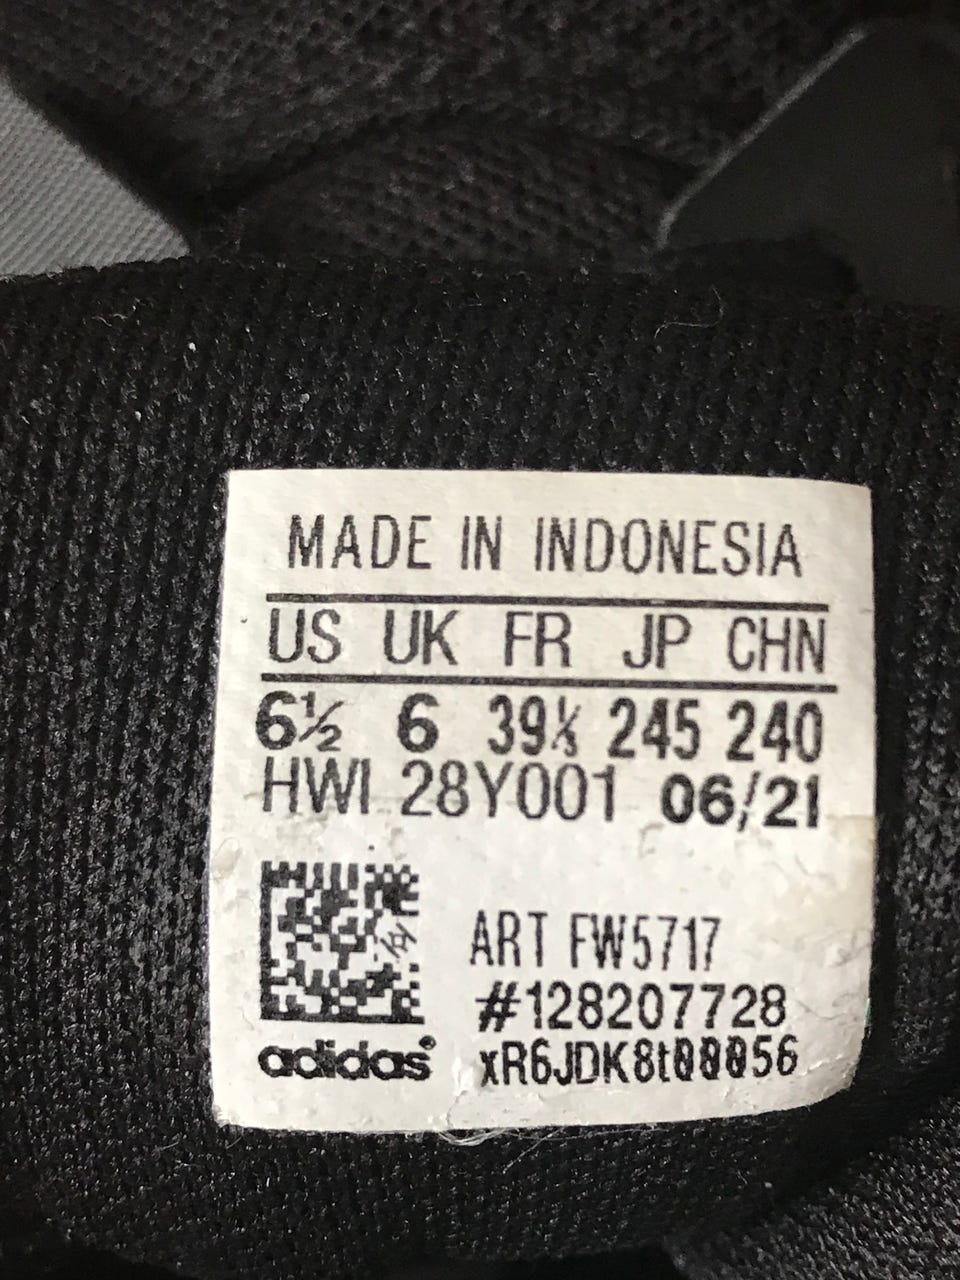 MADE IN INDONESIA
US UK FR JP CHN
6½ 6 39⅓ 245 240
HWI 28Y001 06/21
ART FW5717
#128207728
adidas®